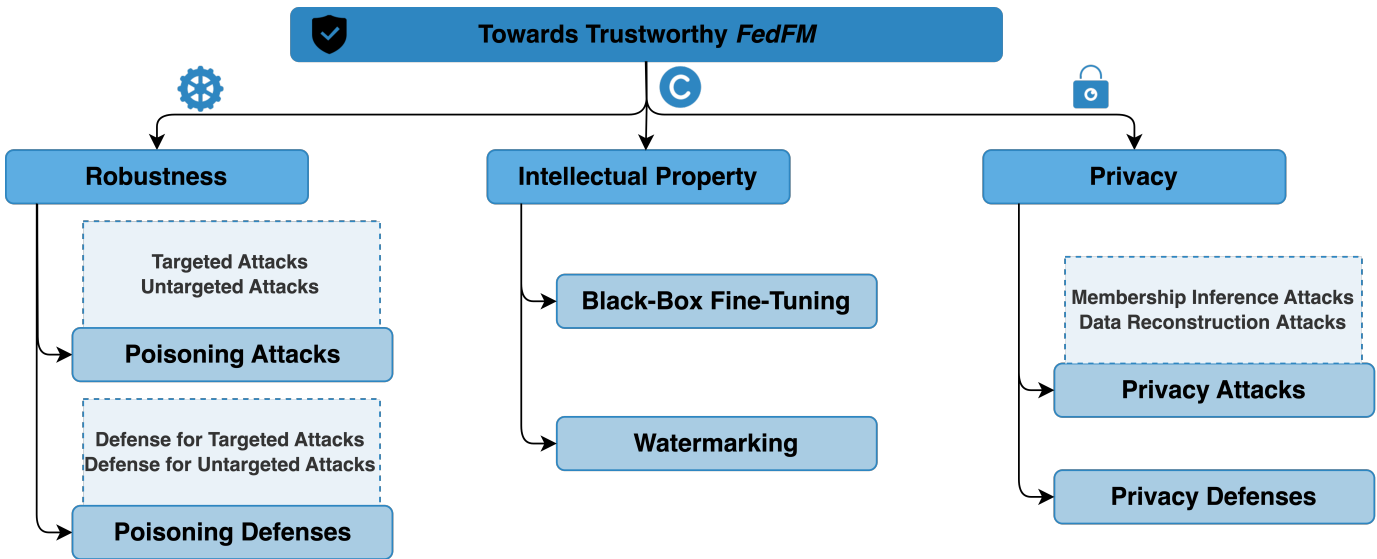 Towards Trustworthy FedFM
Robustness
Targeted Attacks
Untargeted Attacks
Poisoning Attacks
Defense for Targeted Attacks
Defense for Untargeted Attacks
Poisoning Defenses
Intellectual Property
Black-Box Fine-Tuning
Watermarking
Privacy
Membership Inference Attacks
Data Reconstruction Attacks
Privacy Attacks
Privacy Defenses